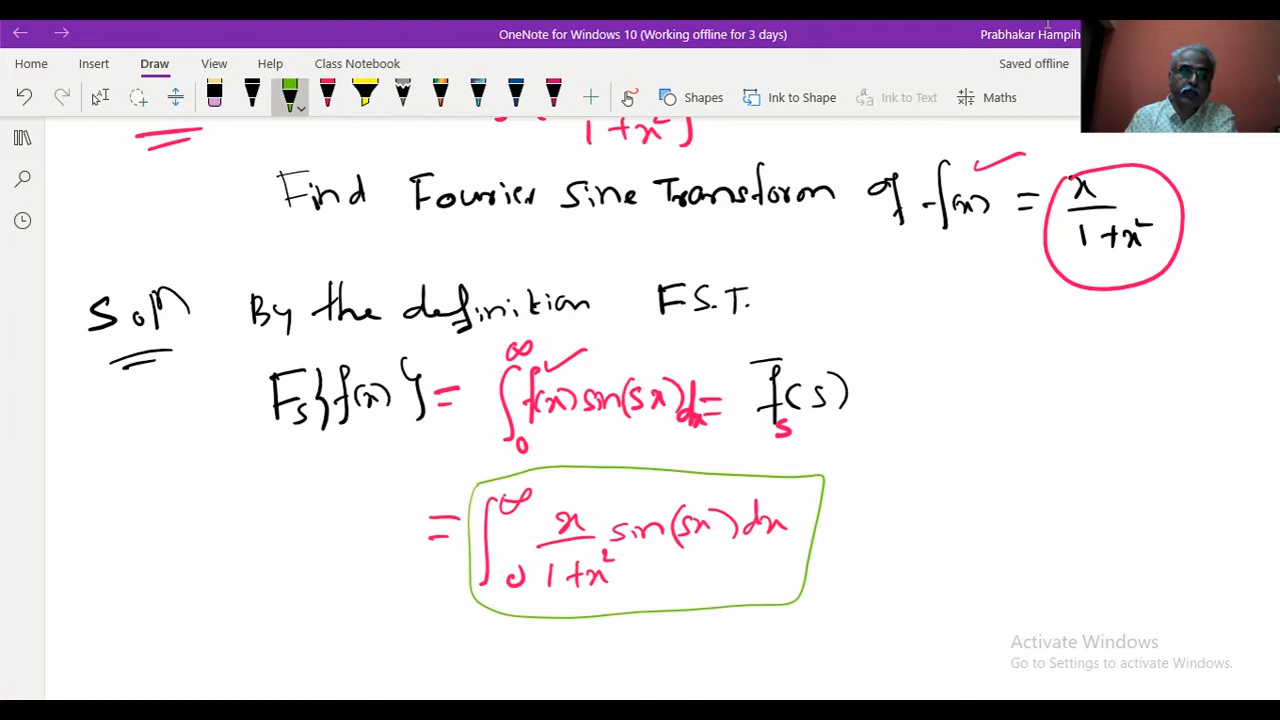 OneNote for Windows 10 (Working offline for 3 days)
Prabhakar Hampih
Home Insert Draw View Help Class Notebook
Saved offline
Shapes Ink to Shape Ink to Text Maths
1+x²}
Find Fourier Sine Transform of f(x) = x/(1+x²)
Soln By the definition F.S.T.
Fs{f(x)} = ∫₀^∞ f(x) sin(sx) dx = f̄s(s)
= ∫₀^∞ x/(1+x²) sin(sx) dx
Activate Windows
Go to Settings to activate Windows.